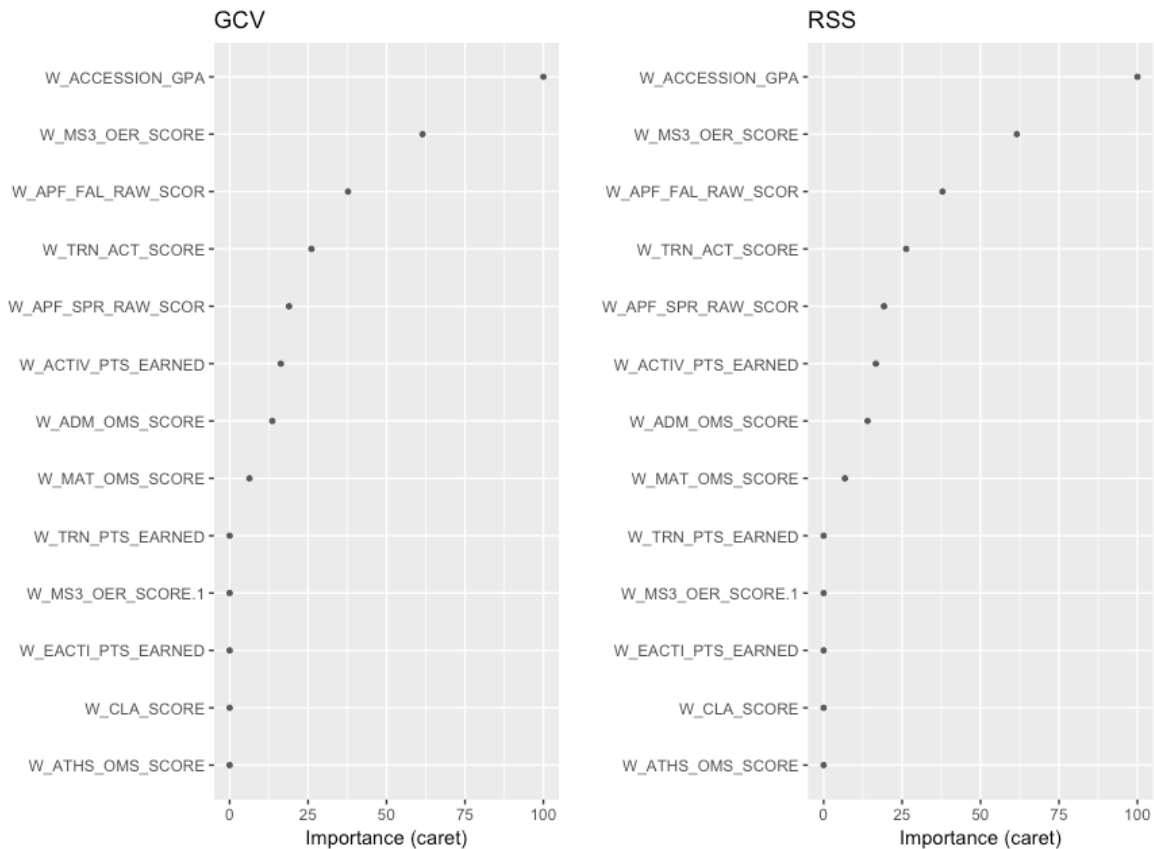 GCV
W_ACCESSION_GPA
W_MS3_OER_SCORE
W_APF_FAL_RAW_SCOR
W_TRN_ACT_SCORE
W_APF_SPR_RAW_SCOR
W_ACTIV_PTS_EARNED
W_ADM_OMS_SCORE
W_MAT_OMS_SCORE
W_TRN_PTS_EARNED
W_MS3_OER_SCORE.1
W_EACTI_PTS_EARNED
W_CLA_SCORE
W_ATHS_OMS_SCORE
0 25 50 75 100
Importance (caret)
RSS
W_ACCESSION_GPA
W_MS3_OER_SCORE
W_APF_FAL_RAW_SCOR
W_TRN_ACT_SCORE
W_APF_SPR_RAW_SCOR
W_ACTIV_PTS_EARNED
W_ADM_OMS_SCORE
W_MAT_OMS_SCORE
W_TRN_PTS_EARNED
W_MS3_OER_SCORE.1
W_EACTI_PTS_EARNED
W_CLA_SCORE
W_ATHS_OMS_SCORE
0 25 50 75 100
Importance (caret)